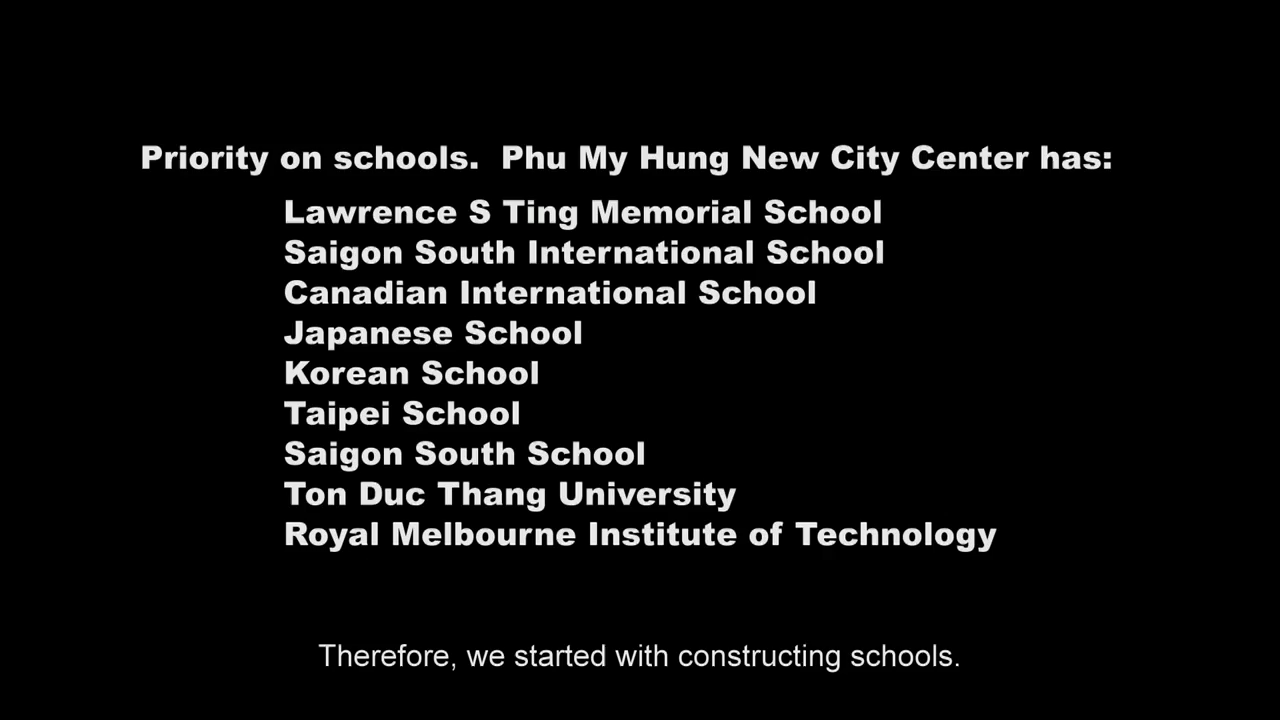 Priority on schools.  Phu My Hung New City Center has:
Lawrence S Ting Memorial School
Saigon South International School
Canadian International School
Japanese School
Korean School
Taipei School
Saigon South School
Ton Duc Thang University
Royal Melbourne Institute of Technology
Therefore, we started with constructing schools.